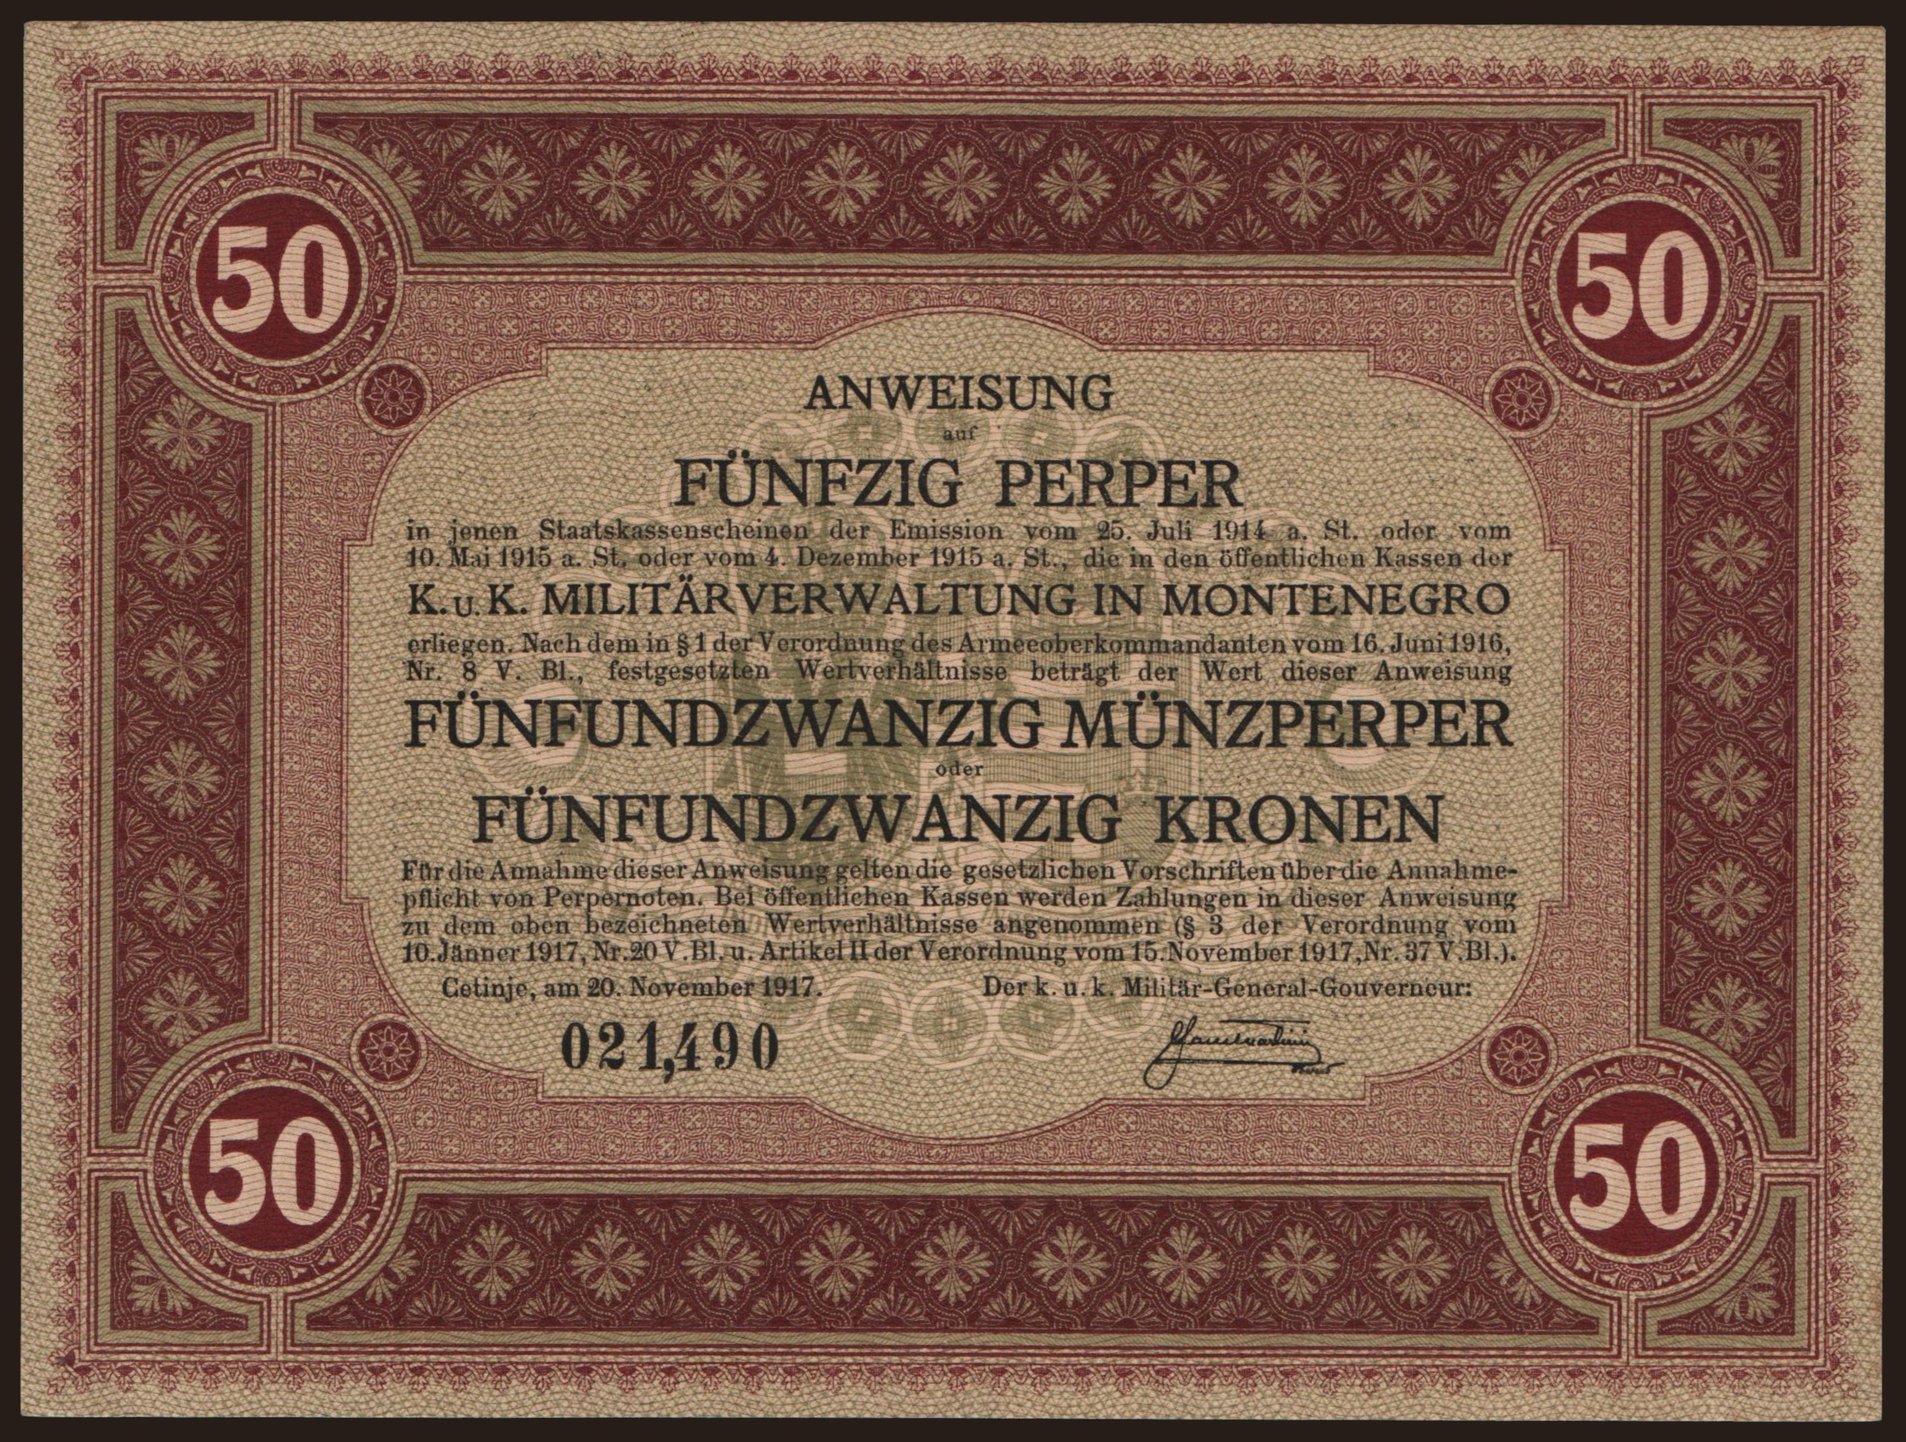 50 50
ANWEISUNG
auf
FÜNFZIG PERPER
in jenen Staatskassenscheinen der Emission vom 25. Juli 1914 a. St. oder vom
10. Mai 1915 a. St. oder vom 4. Dezember 1915 a. St., die in den öffentlichen Kassen der
K. U. K. MILITÄRVERWALTUNG IN MONTENEGRO
erliegen. Nach dem in § 1 der Verordnung des Armeeoberkommandanten vom 16. Juni 1916,
Nr. 8 V. Bl., festgesetzten Wertverhältnisse beträgt der Wert dieser Anweisung
FÜNFUNDZWANZIG MÜNZPERPER
oder
FÜNFUNDZWANZIG KRONEN
Für die Annahme dieser Anweisung gelten die gesetzlichen Vorschriften über die Annahme-
pflicht von Perpernoten. Bei öffentlichen Kassen werden Zahlungen in dieser Anweisung
zu dem oben bezeichneten Wertverhältnisse angenommen (§ 3 der Verordnung vom
10. Jänner 1917, Nr. 20 V. Bl. u. Artikel II der Verordnung vom 15. November 1917, Nr. 37 V. Bl.).
Cetinje, am 20. November 1917. Der k. u. k. Militär-General-Gouverneur:
021,490
50 50